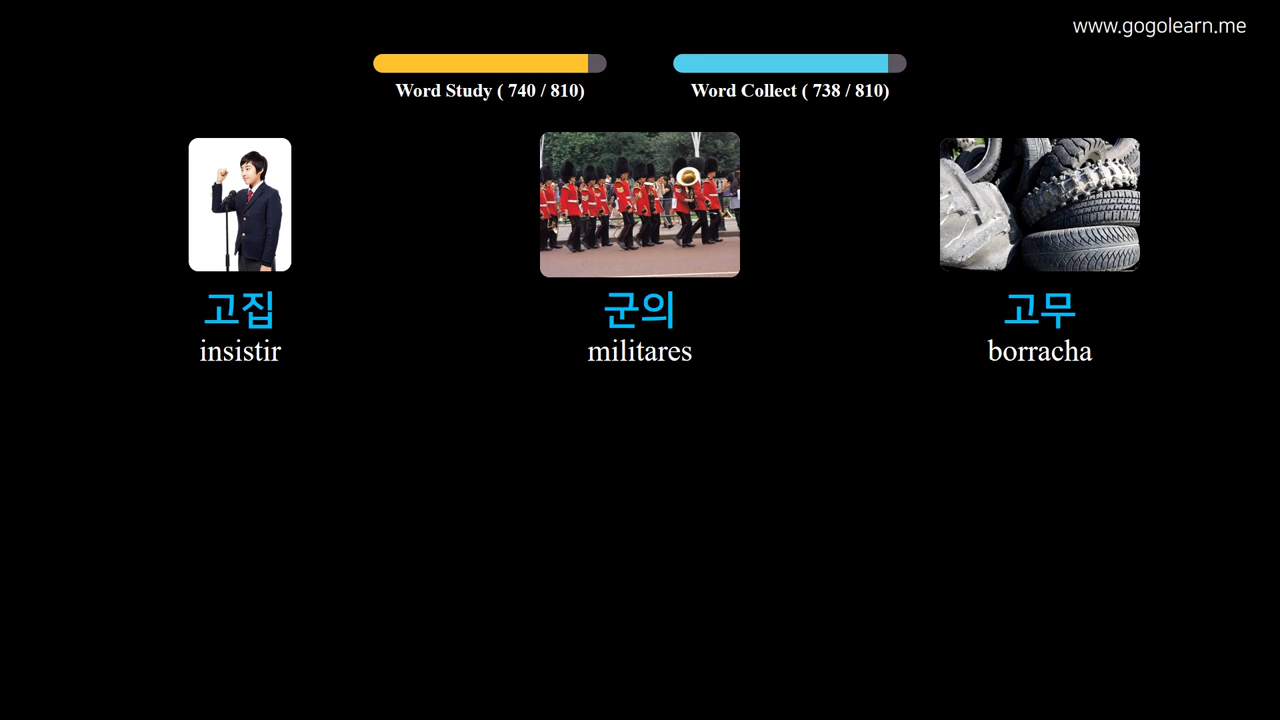 www.gogolearn.me
Word Study ( 740 / 810)
Word Collect ( 738 / 810)
고집
군의
고무
insistir
militares
borracha